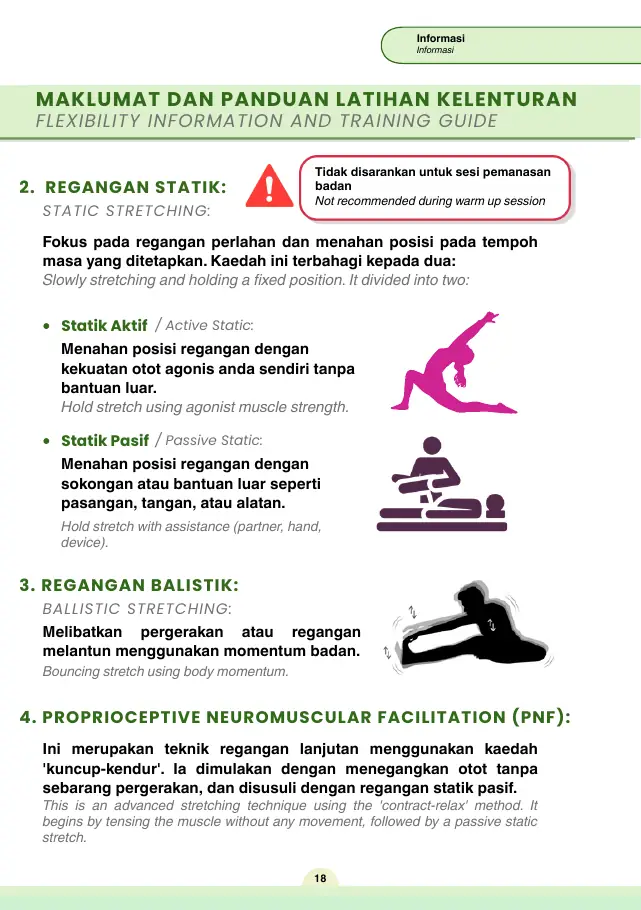 Informasi
Informasi
MAKLUMAT DAN PANDUAN LATIHAN KELENTURAN
FLEXIBILITY INFORMATION AND TRAINING GUIDE
2. REGANGAN STATIK:
STATIC STRETCHING:
Tidak disarankan untuk sesi pemanasan
badan
Not recommended during warm up session
Fokus pada regangan perlahan dan menahan posisi pada tempoh
masa yang ditetapkan. Kaedah ini terbahagi kepada dua:
Slowly stretching and holding a fixed position. It divided into two:
• Statik Aktif / Active Static:
Menahan posisi regangan dengan
kekuatan otot agonis anda sendiri tanpa
bantuan luar.
Hold stretch using agonist muscle strength.
• Statik Pasif / Passive Static:
Menahan posisi regangan dengan
sokongan atau bantuan luar seperti
pasangan, tangan, atau alatan.
Hold stretch with assistance (partner, hand,
device).
3. REGANGAN BALISTIK:
BALLISTIC STRETCHING:
Melibatkan pergerakan atau regangan
melantun menggunakan momentum badan.
Bouncing stretch using body momentum.
4. PROPRIOCEPTIVE NEUROMUSCULAR FACILITATION (PNF):
Ini merupakan teknik regangan lanjutan menggunakan kaedah
'kuncup-kendur'. Ia dimulakan dengan menegangkan otot tanpa
sebarang pergerakan, dan disusuli dengan regangan statik pasif.
This is an advanced stretching technique using the 'contract-relax' method. It
begins by tensing the muscle without any movement, followed by a passive static
stretch.
18